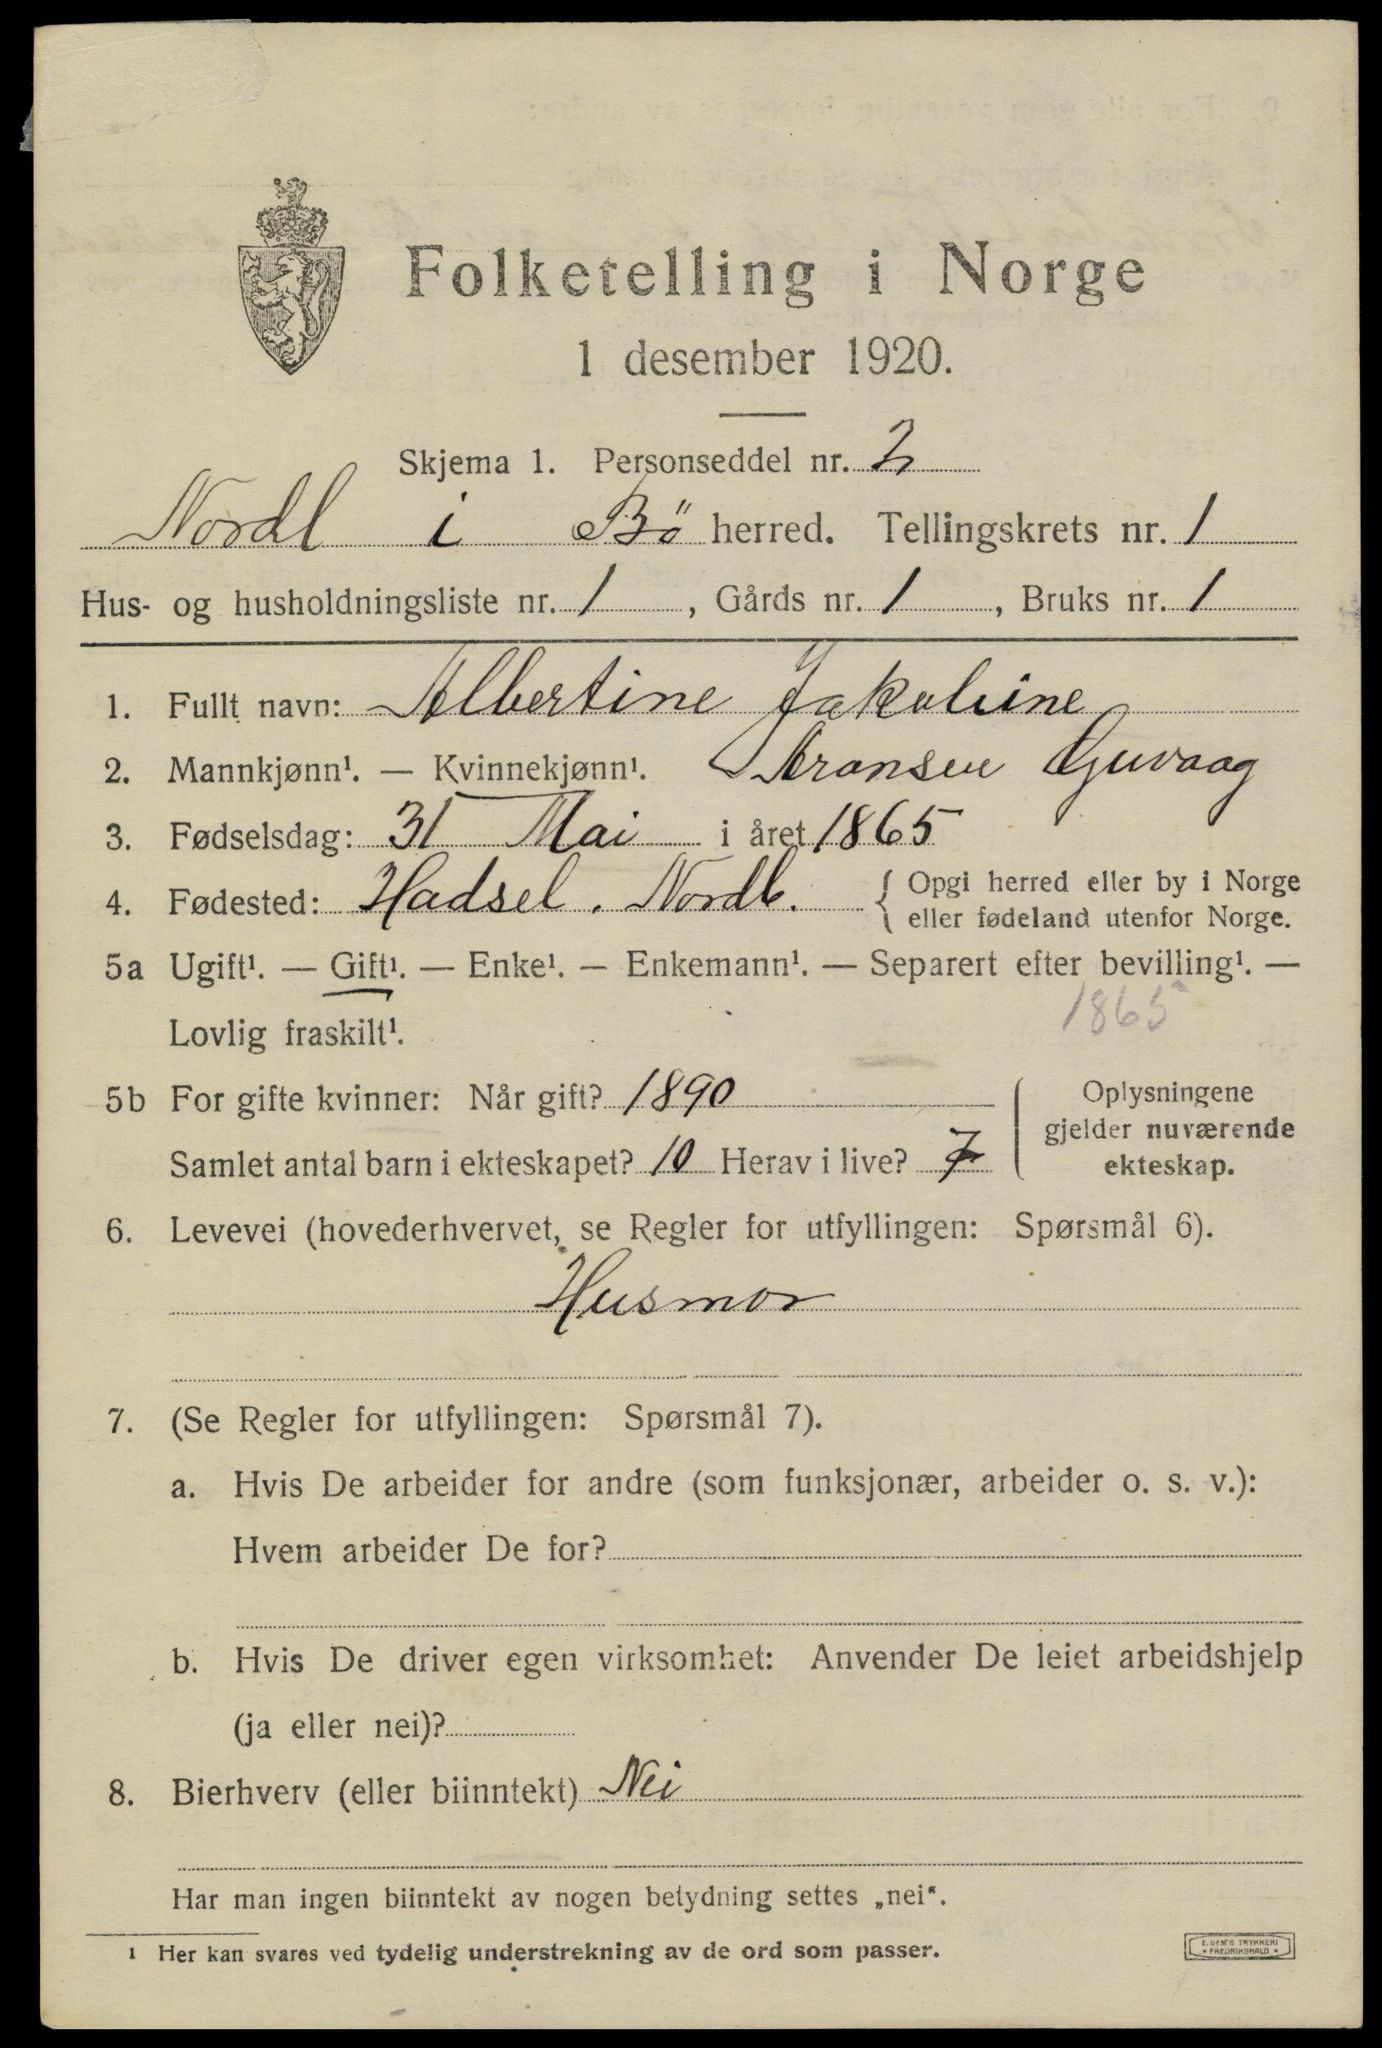 Folketelling i Norge
1 desember 1920.
Skjema 1. Personseddel nr. 2
Nordl i Bö herred. Tellingskrets nr. 1
Hus- og husholdningsliste nr. 1, Gårds nr. 1, Bruks nr. 1
1. Fullt navn: Albertine Jakobine
2. Mannkjønn¹. — Kvinnekjønn¹. Aronsen Guvaag
3. Fødselsdag: 31 Mai i året 1865
4. Fødested: Hadsel. Nordl. { Opgi herred eller by i Norge
eller fødeland utenfor Norge.
5a Ugift¹. — Gift¹. — Enke¹. — Enkemann¹. — Separert efter bevilling¹. —
1865
Lovlig fraskilt¹.
5b For gifte kvinner: Når gift? 1890
Samlet antal barn i ekteskapet? 10 Herav i live? 7
Oplysningene
gjelder nuværende
ekteskap.
6. Levevei (hovederhvervet, se Regler for utfyllingen: Spørsmål 6).
Husmor
7. (Se Regler for utfyllingen: Spørsmål 7).
a. Hvis De arbeider for andre (som funksjonær, arbeider o. s. v.):
Hvem arbeider De for?
b. Hvis De driver egen virksomhet: Anvender De leiet arbeidshjelp
(ja eller nei)?
8. Bierhverv (eller biinntekt) Nei
Har man ingen biinntekt av nogen betydning settes „nei“.
¹ Her kan svares ved tydelig understrekning av de ord som passer.
E. SEM'S TRYKKERI
FREDRIKSHALD